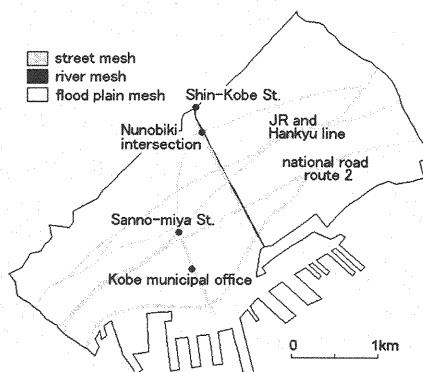 street mesh
river mesh
flood plain mesh
Shin-Kobe St.
Nunobiki
intersection
JR and
Hankyu line
national road
route 2
Sanno-miya St.
Kobe municipal office
0 1km